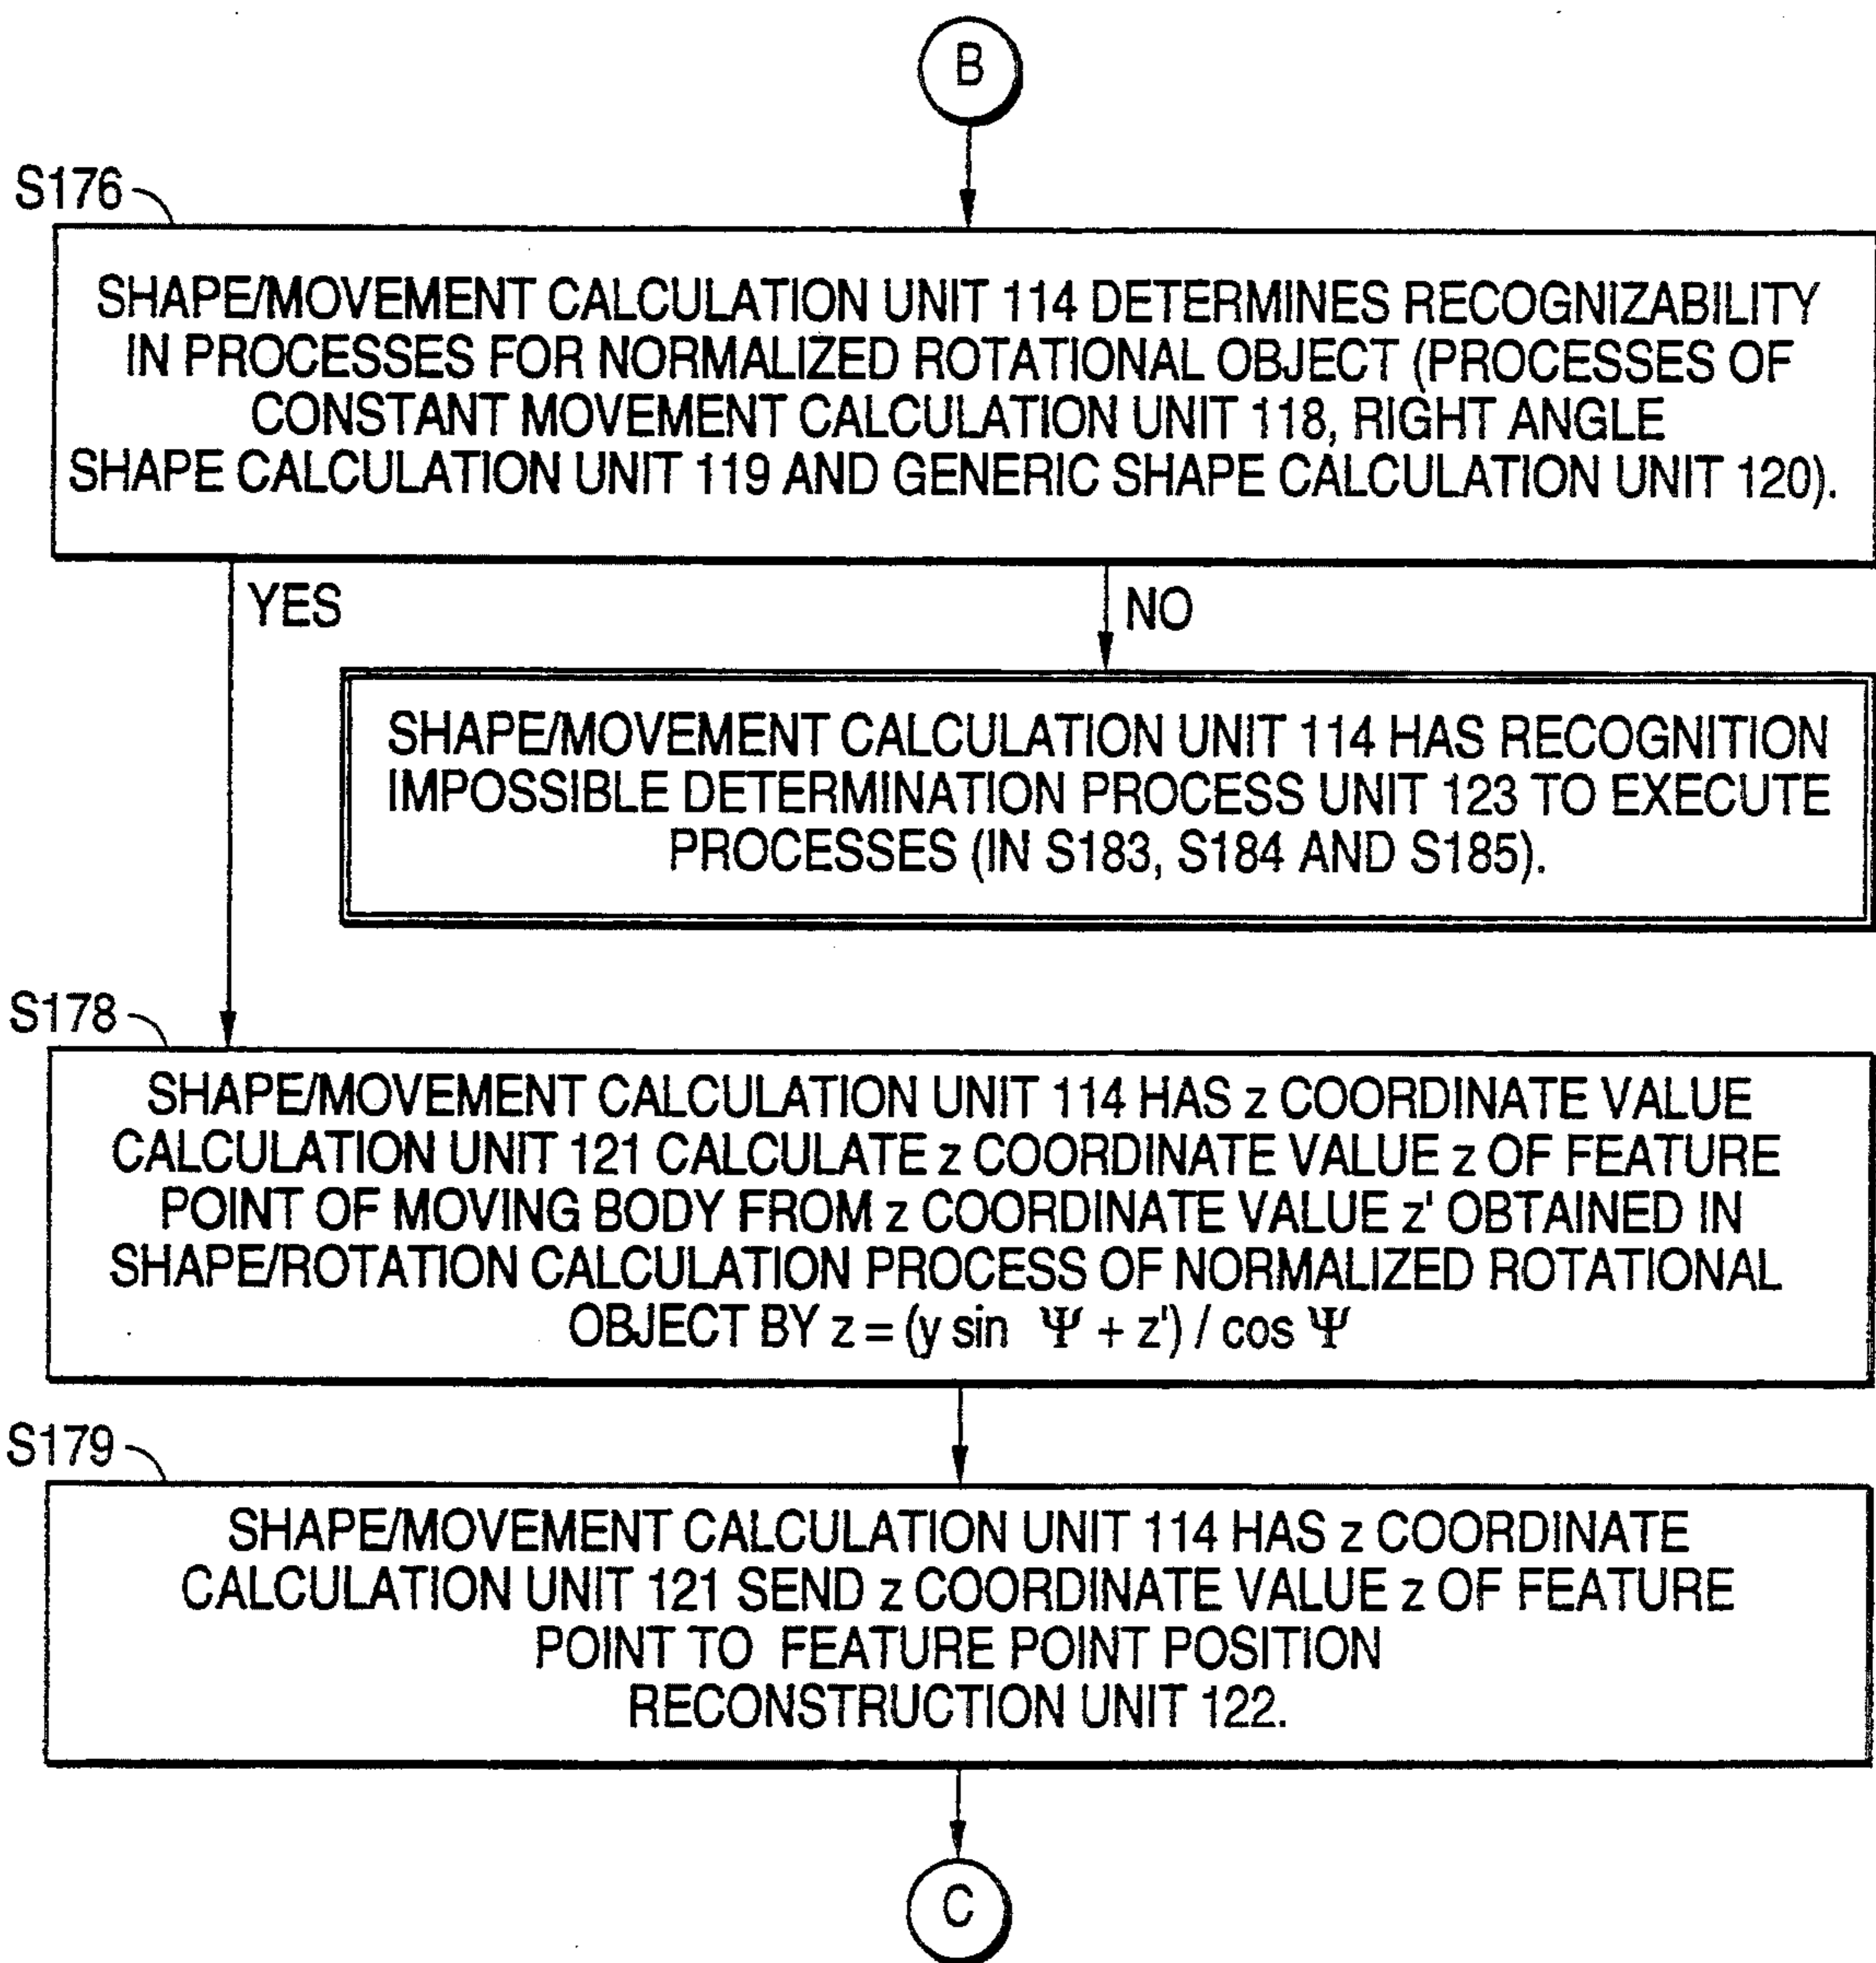 B
S176
SHAPE/MOVEMENT CALCULATION UNIT 114 DETERMINES RECOGNIZABILITY
IN PROCESSES FOR NORMALIZED ROTATIONAL OBJECT (PROCESSES OF
CONSTANT MOVEMENT CALCULATION UNIT 118, RIGHT ANGLE
SHAPE CALCULATION UNIT 119 AND GENERIC SHAPE CALCULATION UNIT 120).
YES
NO
SHAPE/MOVEMENT CALCULATION UNIT 114 HAS RECOGNITION
IMPOSSIBLE DETERMINATION PROCESS UNIT 123 TO EXECUTE
PROCESSES (IN S183, S184 AND S185).
S178
SHAPE/MOVEMENT CALCULATION UNIT 114 HAS z COORDINATE VALUE
CALCULATION UNIT 121 CALCULATE z COORDINATE VALUE z OF FEATURE
POINT OF MOVING BODY FROM z COORDINATE VALUE z' OBTAINED IN
SHAPE/ROTATION CALCULATION PROCESS OF NORMALIZED ROTATIONAL
OBJECT BY z = (y sin Ψ + z') / cos Ψ
S179
SHAPE/MOVEMENT CALCULATION UNIT 114 HAS z COORDINATE
CALCULATION UNIT 121 SEND z COORDINATE VALUE z OF FEATURE
POINT TO FEATURE POINT POSITION
RECONSTRUCTION UNIT 122.
C